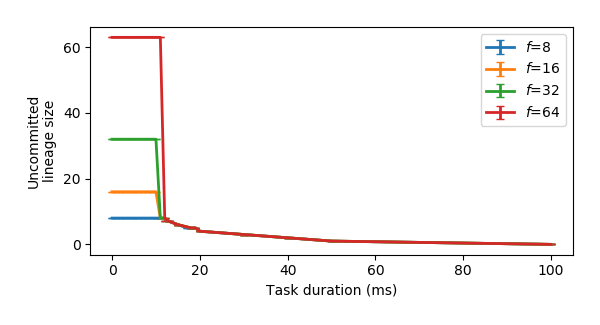 60
40
20
0
Uncommitted
lineage size
0 20 40 60 80 100
Task duration (ms)
f=8
f=16
f=32
f=64